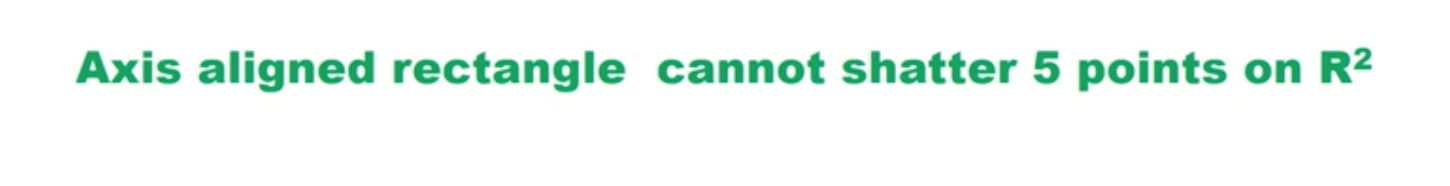 Axis aligned rectangle cannot shatter 5 points on R²